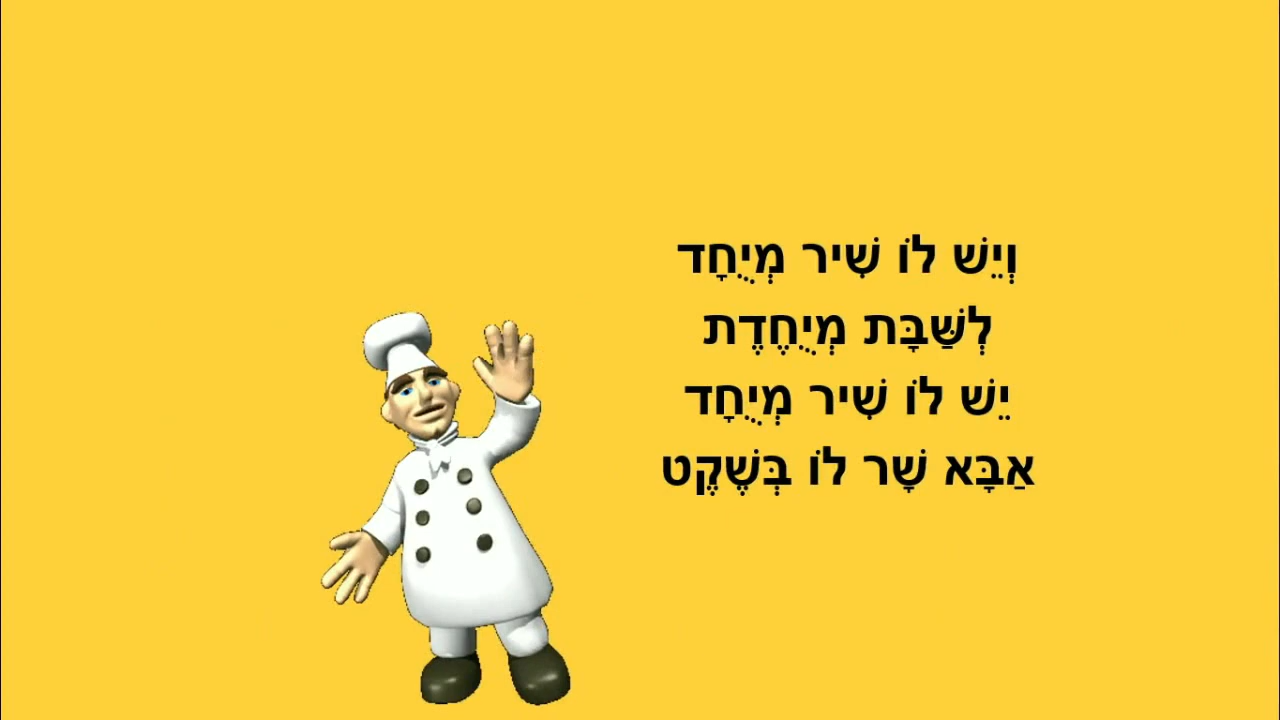 וְיֵשׁ לוֹ שִׁיר מְיֻחָד
לְשַּׁבָּת מְיֻחֶדֶת
יֵשׁ לוֹ שִׁיר מְיֻחָד
אַבָּא שָׁר לוֹ בְּשֶׁקֶט